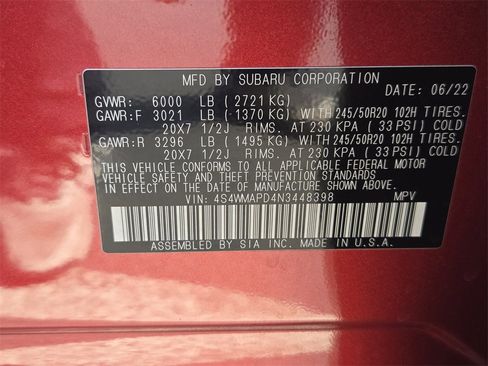 MFD BY SUBARU CORPORATION
DATE: 06/22
GVWR: 6000 LB ( 2721 KG)
GAWR:F 3021 LB ( 1370 KG) WITH 245/50R20 102H TIRES.
20X7 1/2J RIMS. AT 230 KPA ( 33 PSI) COLD
GAWR:R 3296 LB ( 1495 KG) WITH 245/50R20 102H TIRES.
20X7 1/2J RIMS. AT 230 KPA ( 33 PSI) COLD
THIS VEHICLE CONFORMS TO ALL APPLICABLE FEDERAL MOTOR
VEHICLE SAFETY AND THEFT PREVENTION STANDARDS
IN EFFECT ON THE DATE OF MANUFACTURE SHOWN ABOVE.
VIN: 4S4WMAPD4N3448398 MPV
ASSEMBLED BY SIA INC. MADE IN U.S.A.